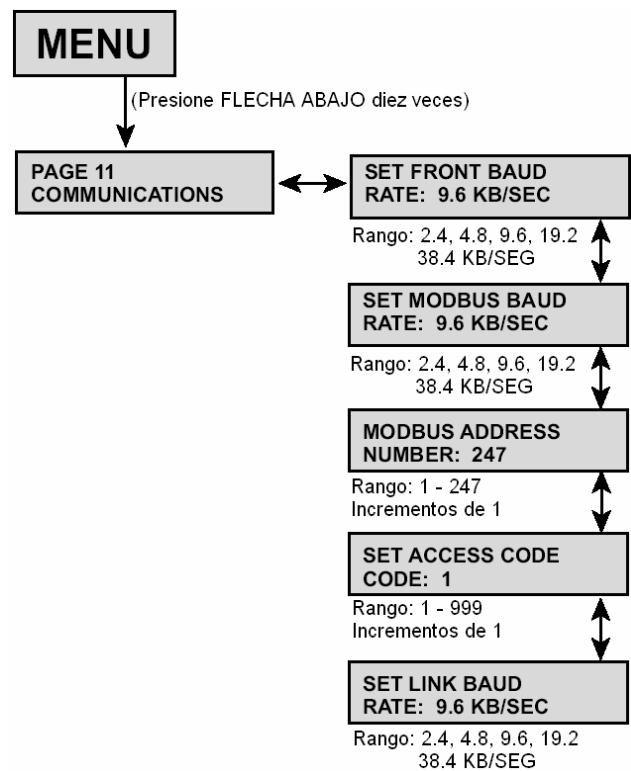 MENU
(Presione FLECHA ABAJO diez veces)
PAGE 11
COMMUNICATIONS
SET FRONT BAUD
RATE: 9.6 KB/SEC
Rango: 2.4, 4.8, 9.6, 19.2
38.4 KB/SEG
SET MODBUS BAUD
RATE: 9.6 KB/SEC
Rango: 2.4, 4.8, 9.6, 19.2
38.4 KB/SEG
MODBUS ADDRESS
NUMBER: 247
Rango: 1 - 247
Incrementos de 1
SET ACCESS CODE
CODE: 1
Rango: 1 - 999
Incrementos de 1
SET LINK BAUD
RATE: 9.6 KB/SEC
Rango: 2.4, 4.8, 9.6, 19.2
38.4 KB/SEG